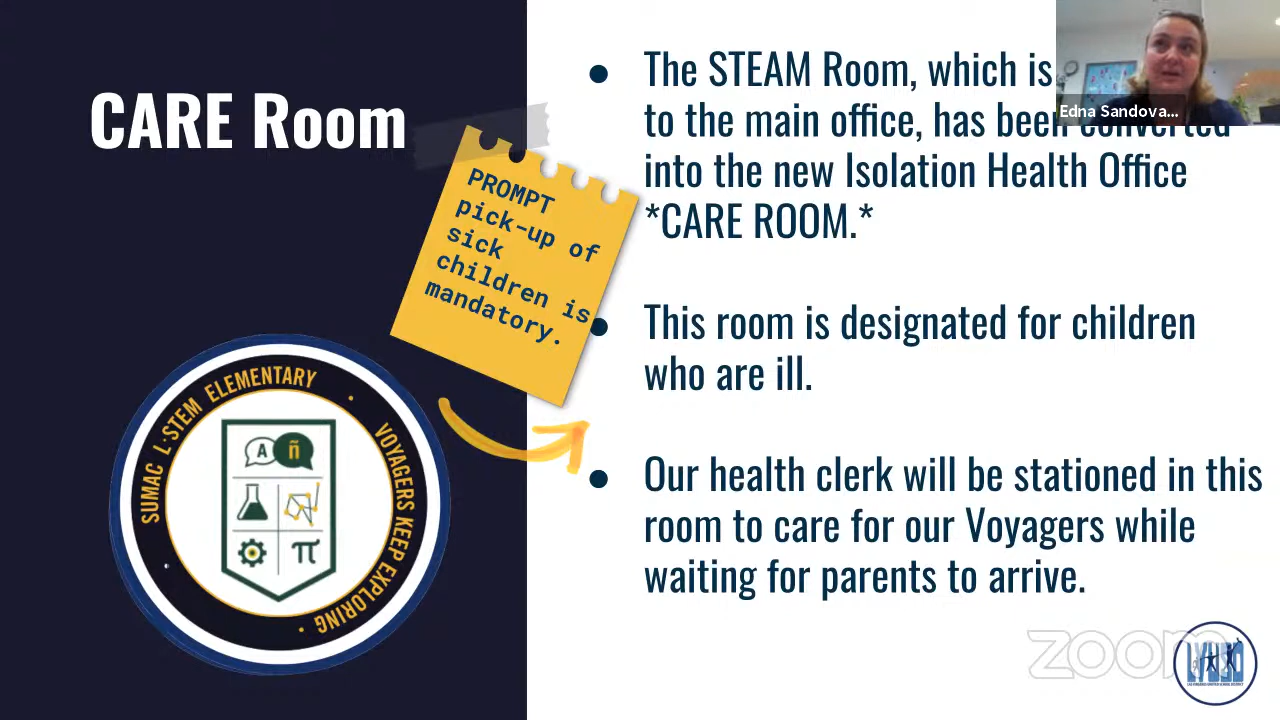 CARE Room
PROMPT
pick-up of
sick
children is
mandatory.
SUMAC L·STEM ELEMENTARY
VOYAGERS KEEP EXPLORING
A ñ
π
The STEAM Room, which is
to the main office, has been converted
into the new Isolation Health Office
*CARE ROOM.*
This room is designated for children
who are ill.
Our health clerk will be stationed in this
room to care for our Voyagers while
waiting for parents to arrive.
Edna Sandova...
zoom
LVUSD